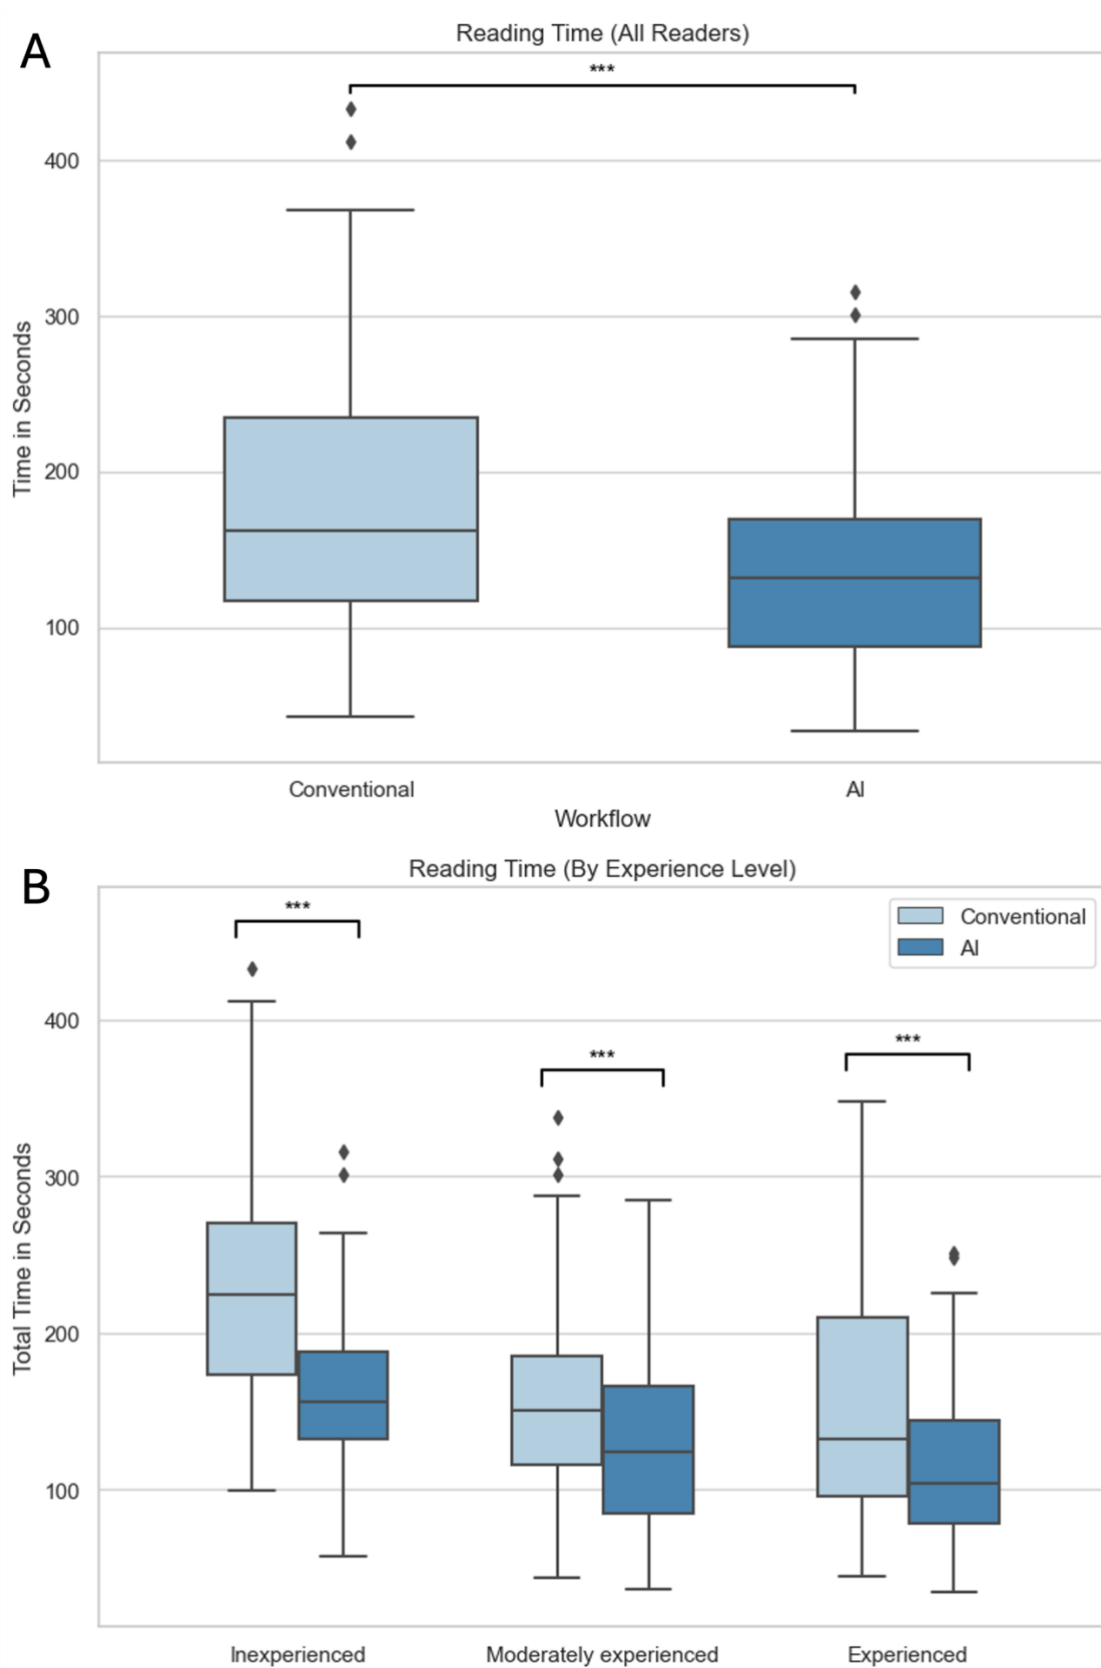 A
Reading Time (All Readers)
***
400
300
200
100
Time in Seconds
Conventional
AI
Workflow
B
Reading Time (By Experience Level)
***
***
***
Conventional
AI
400
300
200
100
Total Time in Seconds
Inexperienced
Moderately experienced
Experienced